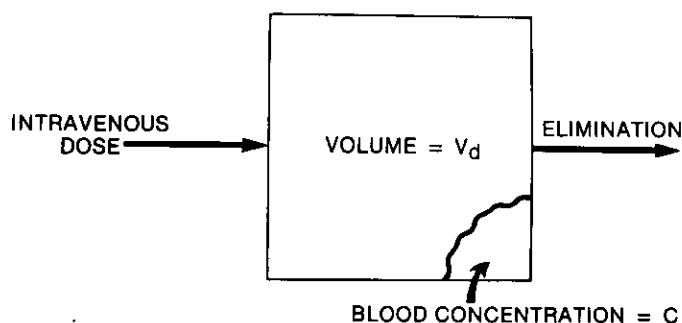 INTRAVENOUS
DOSE
VOLUME = Vd
ELIMINATION
BLOOD CONCENTRATION = C